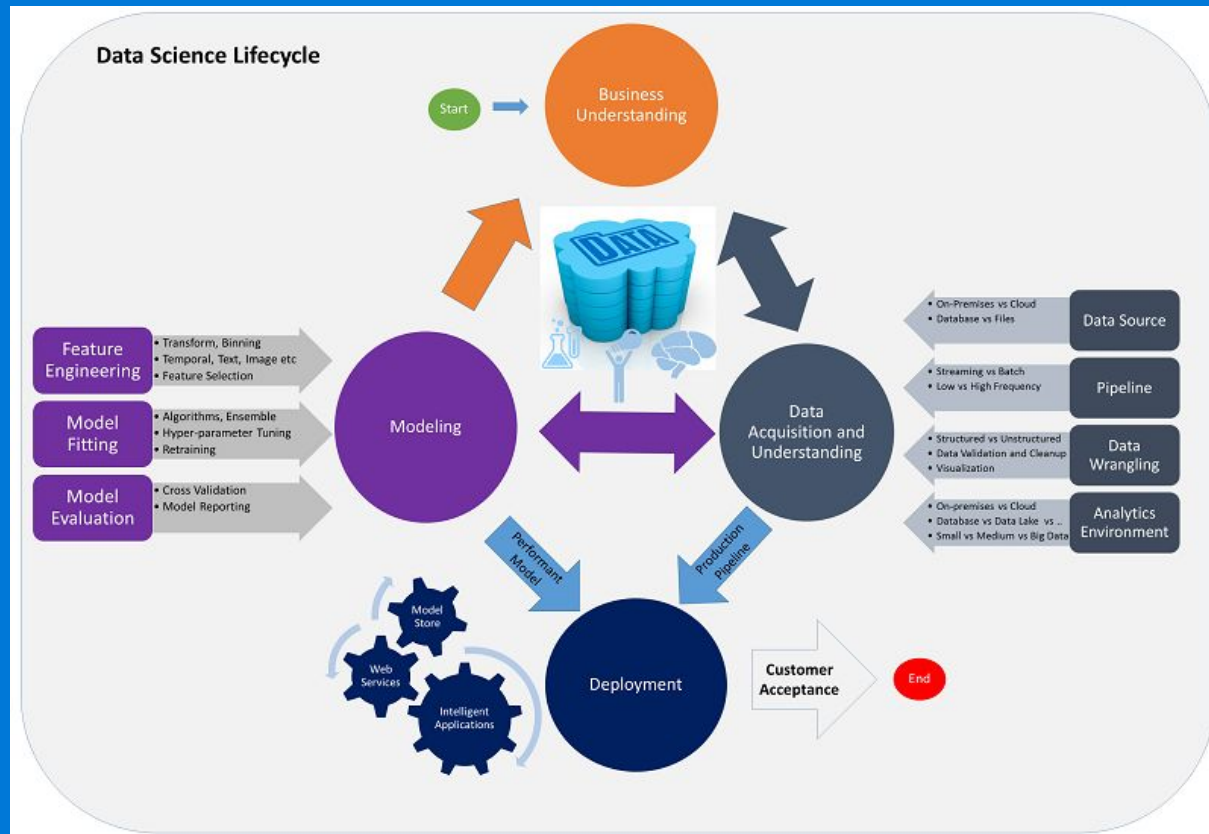 Data Science Lifecycle
Start
Business
Understanding
DATA
Feature
Engineering
• Transform, Binning
• Temporal, Text, Image etc
• Feature Selection
Model
Fitting
• Algorithms, Ensemble
• Hyper-parameter Tuning
• Retraining
Model
Evaluation
• Cross Validation
• Model Reporting
Modeling
Data
Acquisition and
Understanding
• On-Premises vs Cloud
• Database vs Files
Data Source
• Streaming vs Batch
• Low vs High Frequency
Pipeline
• Structured vs Unstructured
• Data Validation and Cleanup
• Visualization
Data
Wrangling
• On-premises vs Cloud
• Database vs Data Lake vs ..
• Small vs Medium vs Big Data
Analytics
Environment
Performant
Model
Production
Pipeline
Model
Store
Web
Services
Intelligent
Applications
Deployment
Customer
Acceptance
End